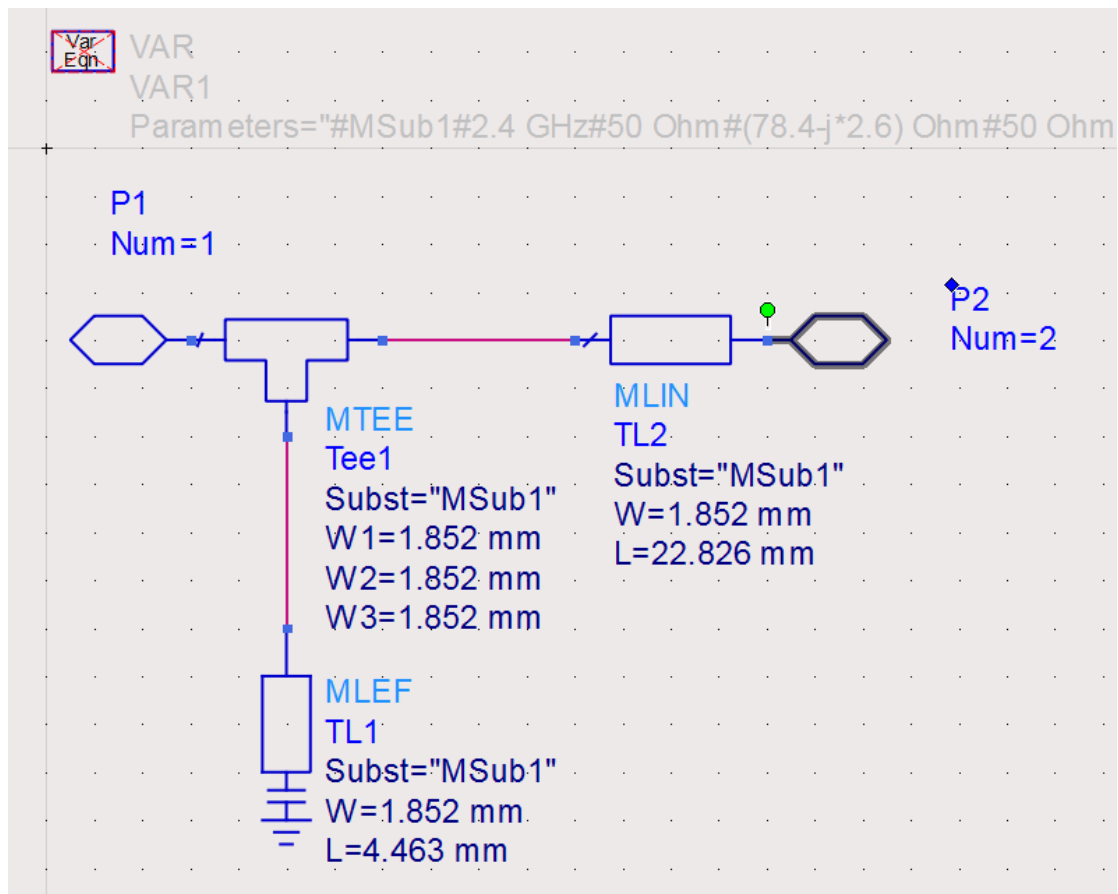 Var
Eqn
VAR
VAR1
Parameters="#MSub1#2.4 GHz#50 Ohm#(78.4-j*2.6) Ohm#50 Ohm
P1
Num=1
P2
Num=2
MTEE
Tee1
Subst="MSub1"
W1=1.852 mm
W2=1.852 mm
W3=1.852 mm
MLIN
TL2
Subst="MSub1"
W=1.852 mm
L=22.826 mm
MLEF
TL1
Subst="MSub1"
W=1.852 mm
L=4.463 mm